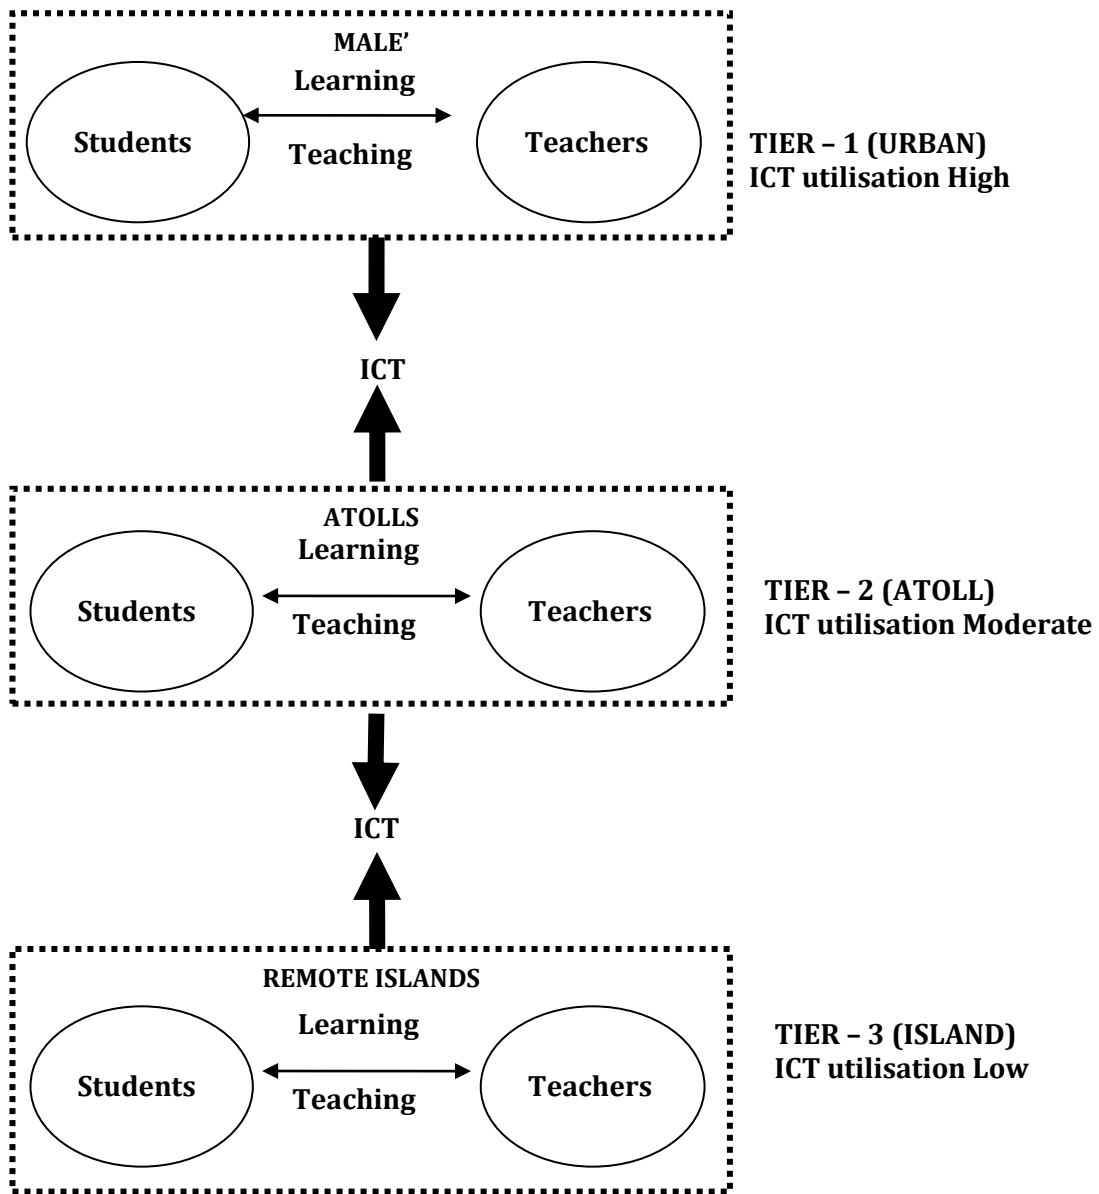 MALE’
Learning
Students
Teaching
Teachers
TIER – 1 (URBAN)
ICT utilisation High
ICT
ATOLLS
Learning
Students
Teaching
Teachers
TIER – 2 (ATOLL)
ICT utilisation Moderate
ICT
REMOTE ISLANDS
Learning
Students
Teaching
Teachers
TIER – 3 (ISLAND)
ICT utilisation Low